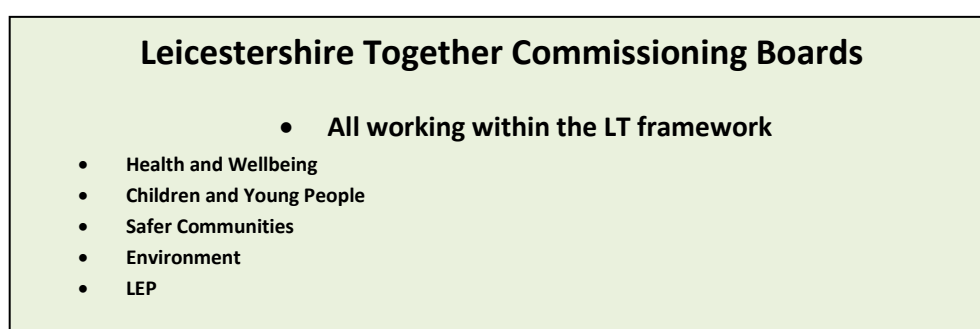 Leicestershire Together Commissioning Boards
• All working within the LT framework
• Health and Wellbeing
• Children and Young People
• Safer Communities
• Environment
• LEP